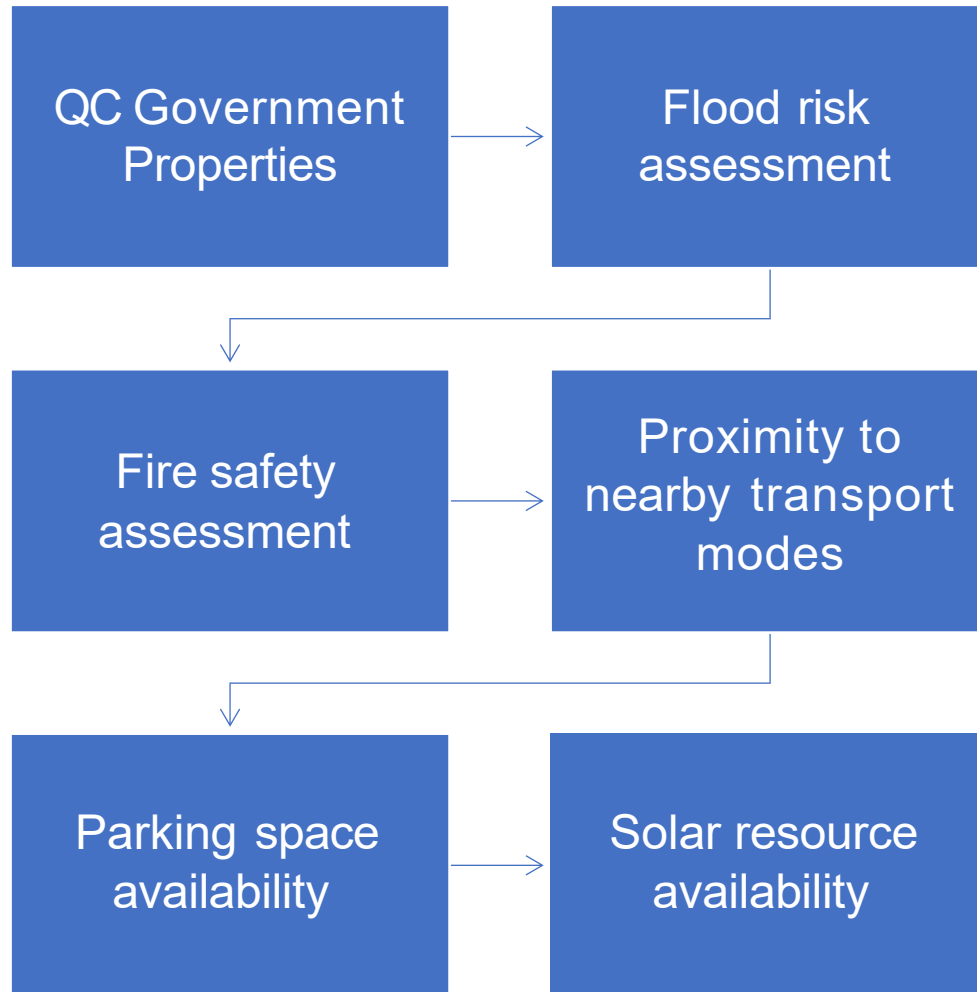 QC Government
Properties
Flood risk
assessment
Fire safety
assessment
Proximity to
nearby transport
modes
Parking space
availability
Solar resource
availability